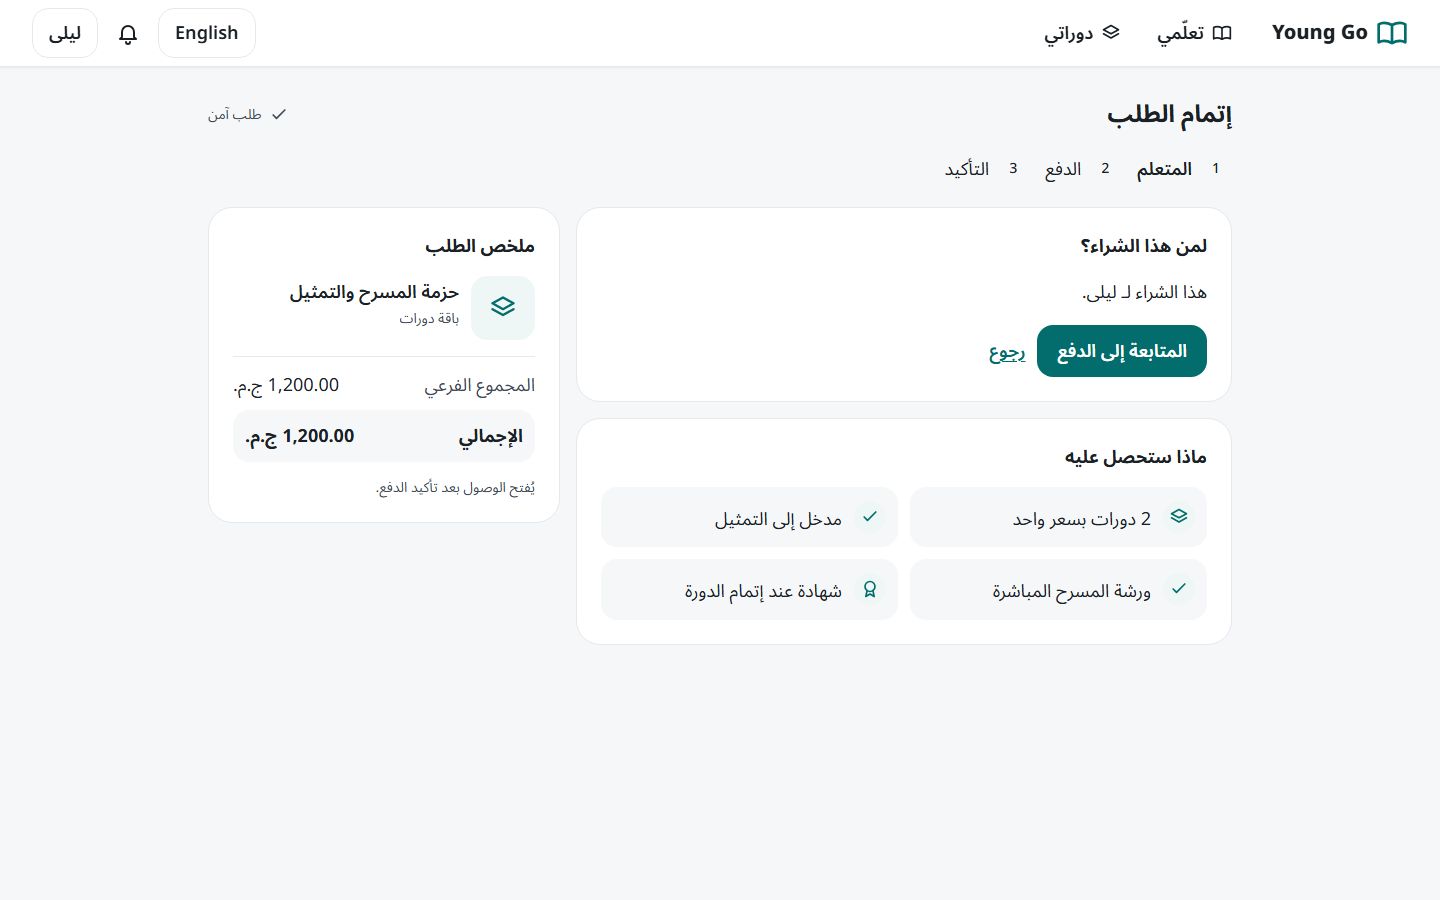 Young Go
تعلّمي
دوراتي
English
ليلى
إتمام الطلب
طلب آمن
1 المتعلم 2 الدفع 3 التأكيد
لمن هذا الشراء؟
هذا الشراء لـ ليلى.
المتابعة إلى الدفع
رجوع
ماذا ستحصل عليه
2 دورات بسعر واحد
مدخل إلى التمثيل
ورشة المسرح المباشرة
شهادة عند إتمام الدورة
ملخص الطلب
حزمة المسرح والتمثيل
باقة دورات
المجموع الفرعي 1,200.00 ج.م.
الإجمالي 1,200.00 ج.م.
يُفتح الوصول بعد تأكيد الدفع.